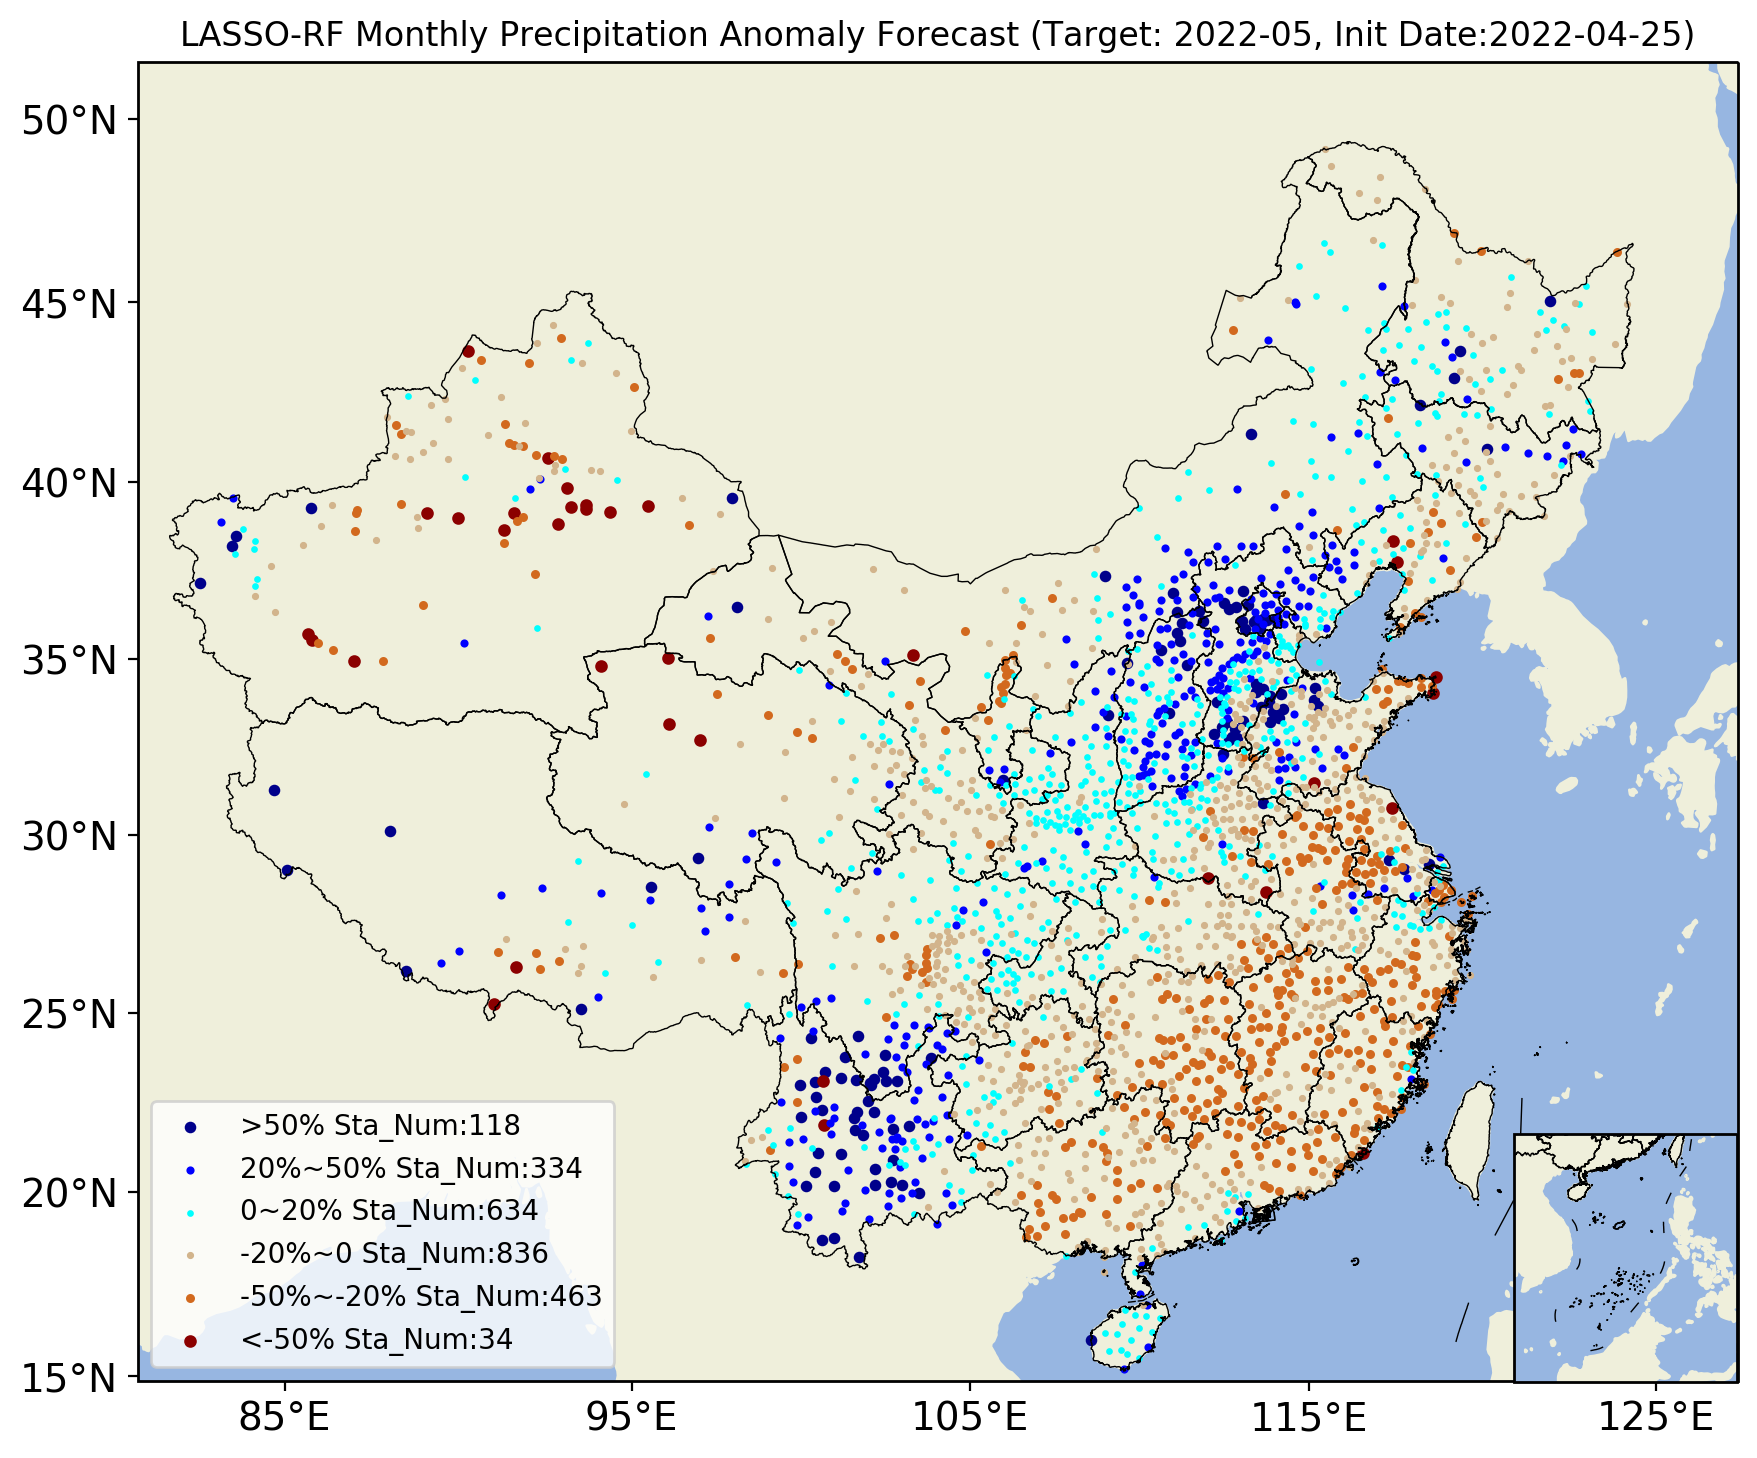 LASSO-RF Monthly Precipitation Anomaly Forecast (Target: 2022-05, Init Date:2022-04-25)
50°N
45°N
40°N
35°N
30°N
25°N
20°N
15°N
>50% Sta_Num:118
20%~50% Sta_Num:334
0~20% Sta_Num:634
-20%~0 Sta_Num:836
-50%~-20% Sta_Num:463
<-50% Sta_Num:34
85°E
95°E
105°E
115°E
125°E